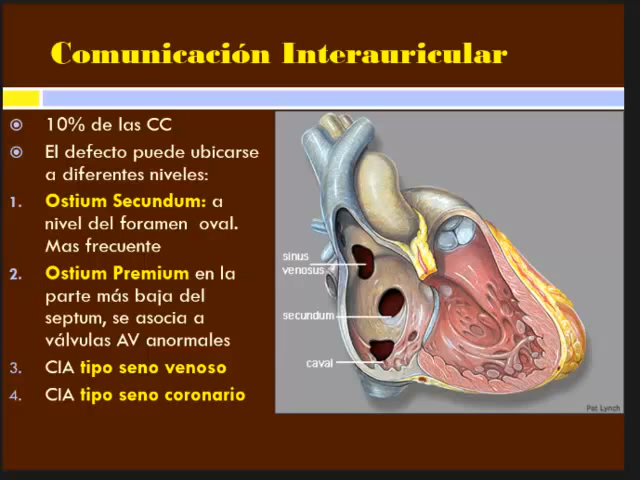 Comunicación Interauricular
10% de las CC
El defecto puede ubicarse
a diferentes niveles:
1. Ostium Secundum: a
nivel del foramen oval.
Mas frecuente
2. Ostium Premium en la
parte más baja del
septum, se asocia a
válvulas AV anormales
3. CIA tipo seno venoso
4. CIA tipo seno coronario
sinus
venosus
secundum
caval
Pat Lynch